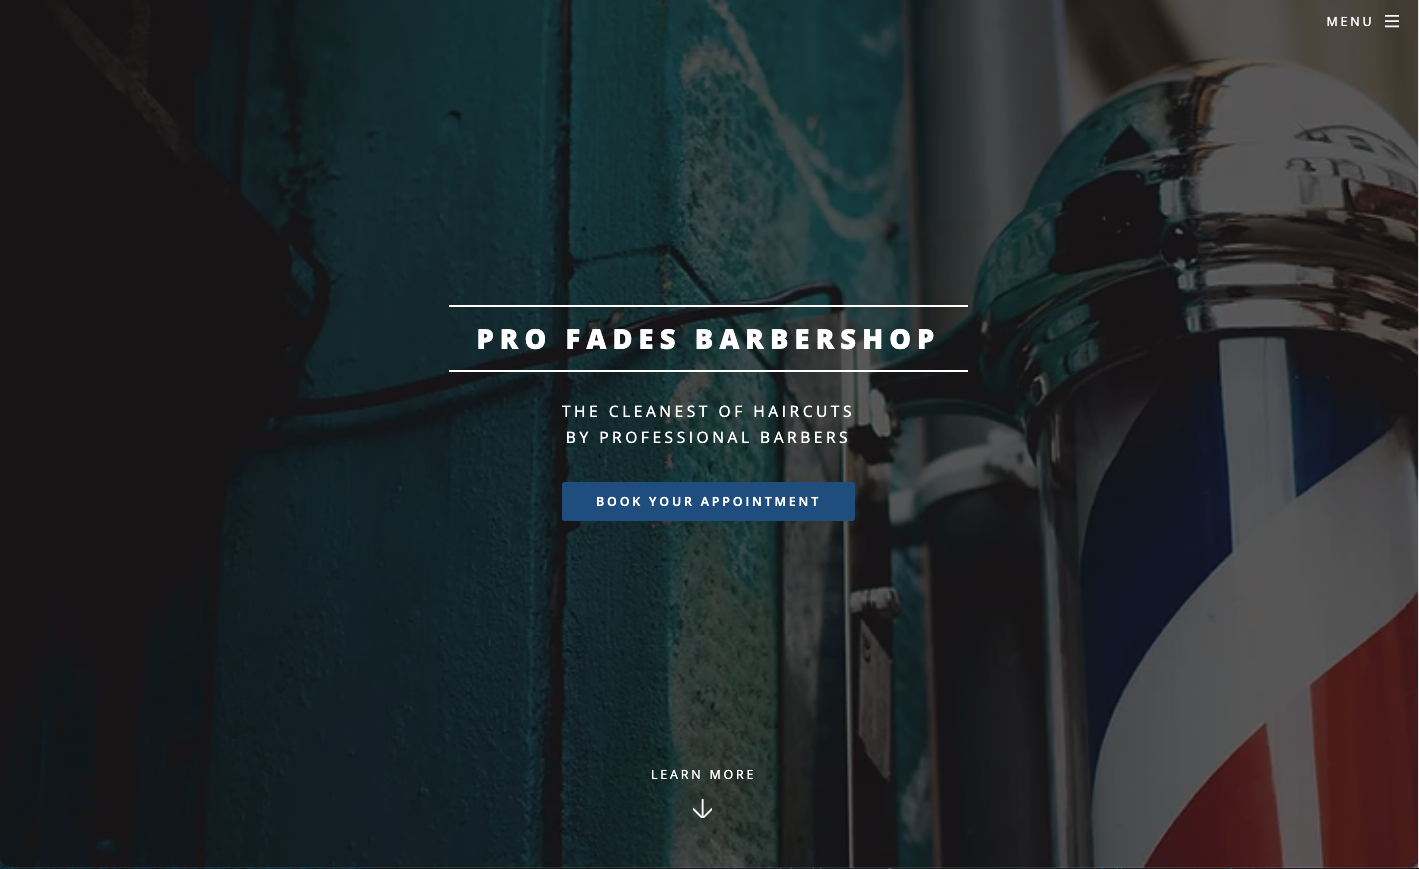 MENU
PRO FADES BARBERSHOP
THE CLEANEST OF HAIRCUTS
BY PROFESSIONAL BARBERS
BOOK YOUR APPOINTMENT
LEARN MORE